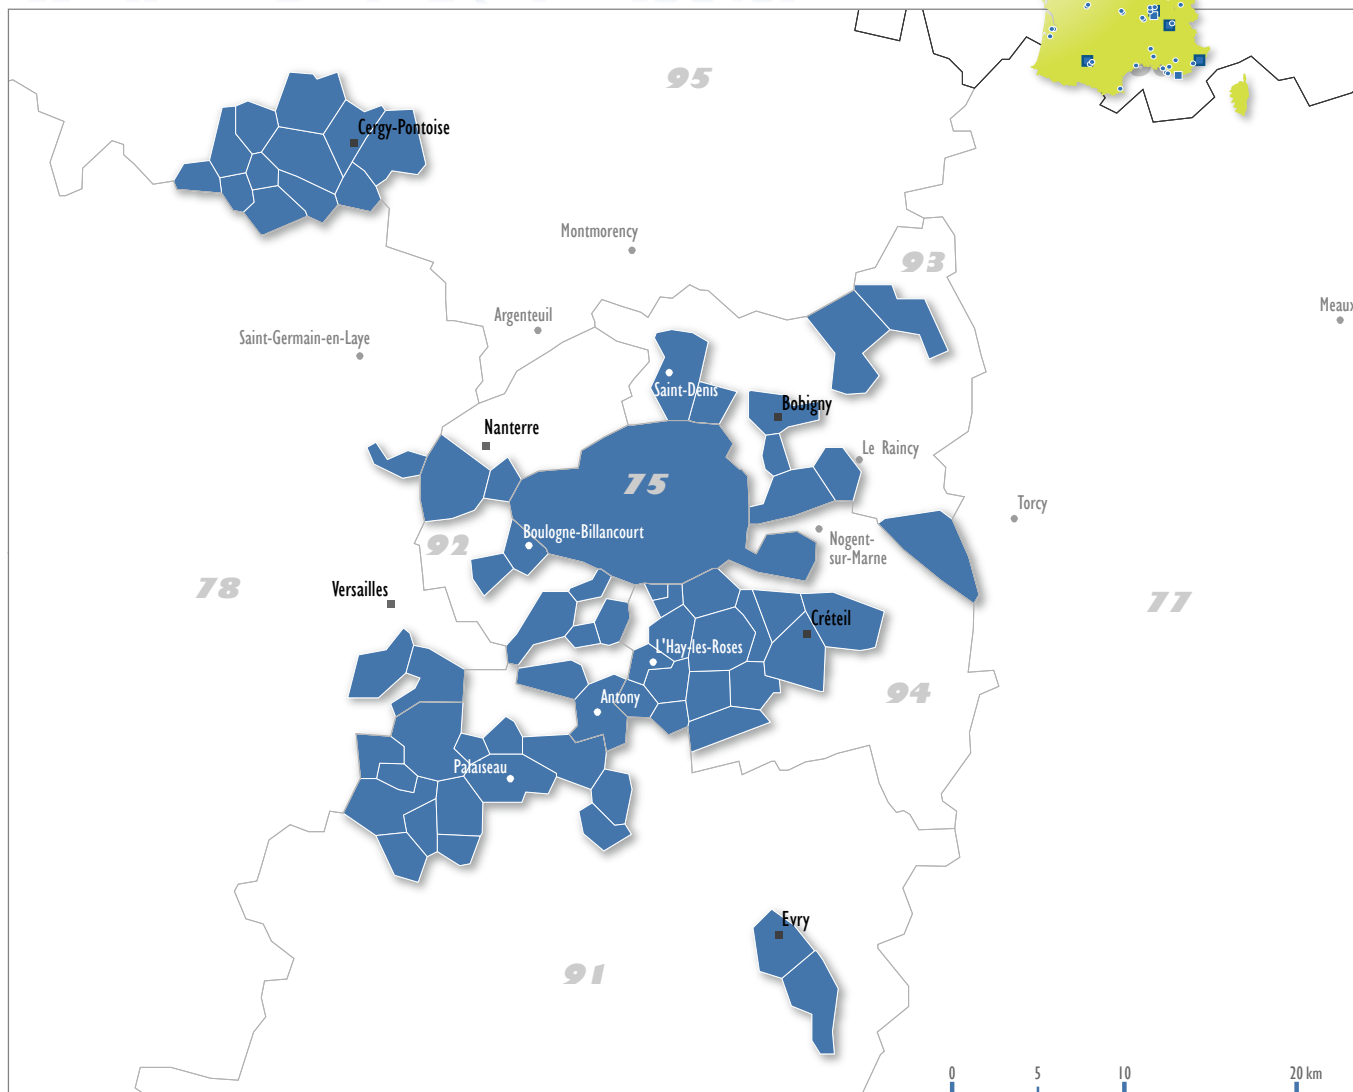 95
Cergy-Pontoise
Montmorency
93
Argenteuil
Meaux
Saint-Germain-en-Laye
Saint-Denis
Bobigny
Nanterre
Le Raincy
75
Torcy
Boulogne-Billancourt
92
Nogent-
sur-Marne
78
Versailles
77
Créteil
L'Hay-les-Roses
94
Antony
Palaiseau
Evry
91
0 5 10 20 km